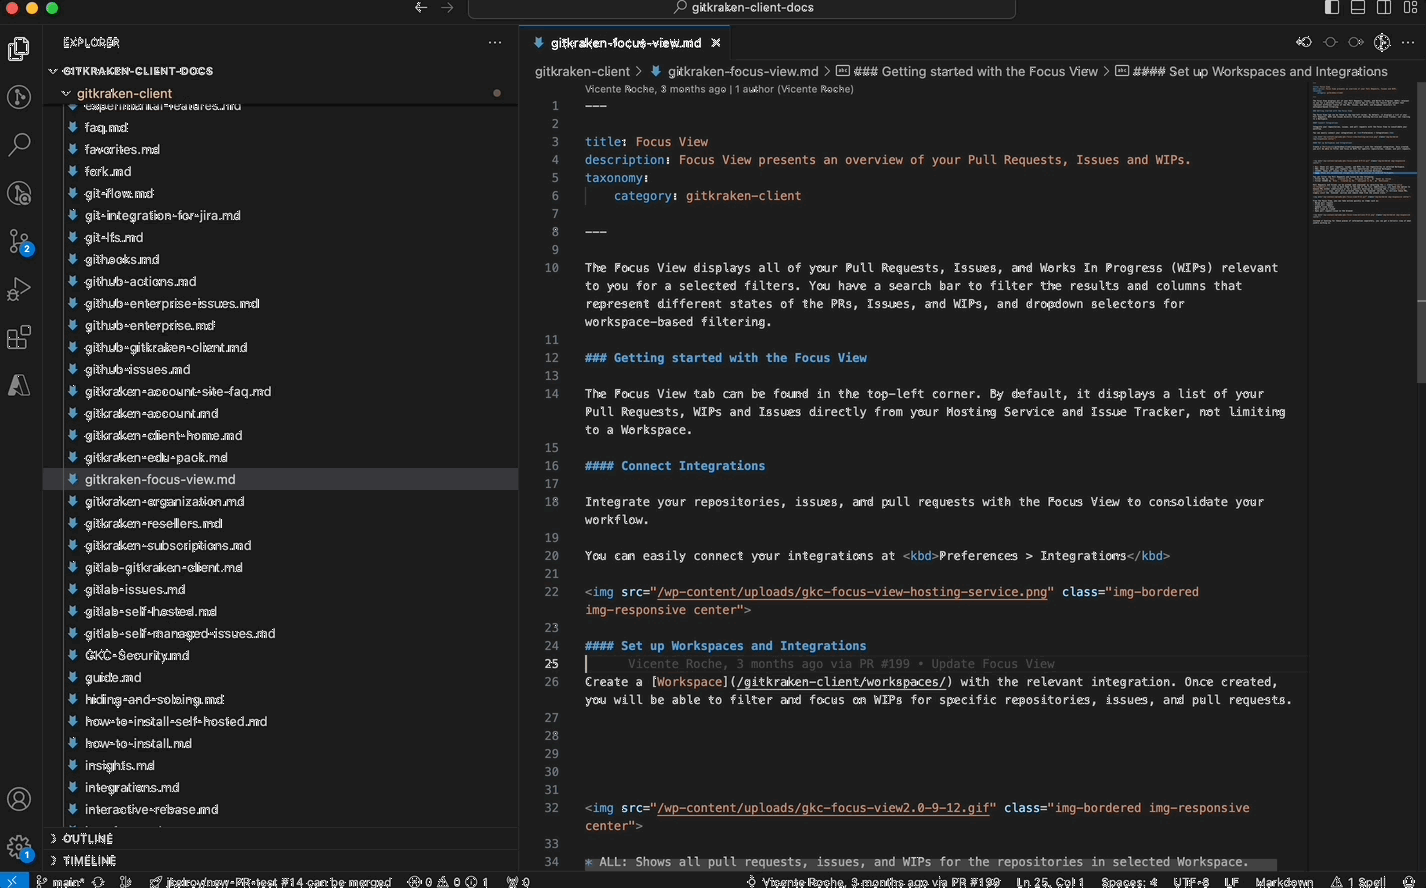 gitkraken-client-docs
EXPLORER
GITKRAKEN-CLIENT-DOCS
gitkraken-client
experimental-features.md
faq.md
favorites.md
fork.md
git-flow.md
git-integration-for-jira.md
git-lfs.md
githooks.md
github-actions.md
github-enterprise-issues.md
github-enterprise.md
github-gitkraken-client.md
github-issues.md
gitkraken-account-site-faq.md
gitkraken-account.md
gitkraken-client-home.md
gitkraken-edu-pack.md
gitkraken-focus-view.md
gitkraken-organization.md
gitkraken-resellers.md
gitkraken-subscriptions.md
gitlab-gitkraken-client.md
gitlab-issues.md
gitlab-self-hosted.md
gitlab-self-managed-issues.md
GKC-Security.md
guide.md
hiding-and-soloing.md
how-to-install-self-hosted.md
how-to-install.md
insights.md
integrations.md
interactive-rebase.md
OUTLINE
TIMELINE
2
1
gitkraken-focus-view.md
gitkraken-client > gitkraken-focus-view.md > ### Getting started with the Focus View > #### Set up Workspaces and Integrations
Vicente Roche, 3 months ago | 1 author (Vicente Roche)
1 ---
2
3 title: Focus View
4 description: Focus View presents an overview of your Pull Requests, Issues and WIPs.
5 taxonomy:
6 category: gitkraken-client
7
8 ---
9
10 The Focus View displays all of your Pull Requests, Issues, and Works In Progress (WIPs) relevant
to you for a selected filters. You have a search bar to filter the results and columns that
represent different states of the PRs, Issues, and WIPs, and dropdown selectors for
workspace-based filtering.
11
12 ### Getting started with the Focus View
13
14 The Focus View tab can be found in the top-left corner. By default, it displays a list of your
Pull Requests, WIPs and Issues directly from your Hosting Service and Issue Tracker, not limiting
to a Workspace.
15
16 #### Connect Integrations
17
18 Integrate your repositories, issues, and pull requests with the Focus View to consolidate your
workflow.
19
20 You can easily connect your integrations at <kbd>Preferences > Integrations</kbd>
21
22 <img src="/wp-content/uploads/gkc-focus-view-hosting-service.png" class="img-bordered
img-responsive center">
23
24 #### Set up Workspaces and Integrations
25 Vicente Roche, 3 months ago via PR #199 • Update Focus View
26 Create a [Workspace](/gitkraken-client/workspaces/) with the relevant integration. Once created,
you will be able to filter and focus on WIPs for specific repositories, issues, and pull requests.
27
28
29
30
31
32 <img src="/wp-content/uploads/gkc-focus-view2.0-9-12.gif" class="img-bordered img-responsive
center">
33
34 * ALL: Shows all pull requests, issues, and WIPs for the repositories in selected Workspace.
main* jpedrow/new-PR-test #14 can be merged 0 6 1 0 Vicente Roche, 3 months ago via PR #199 Ln 25, Col 1 Spaces: 4 UTF-8 LF Markdown 1 Spell